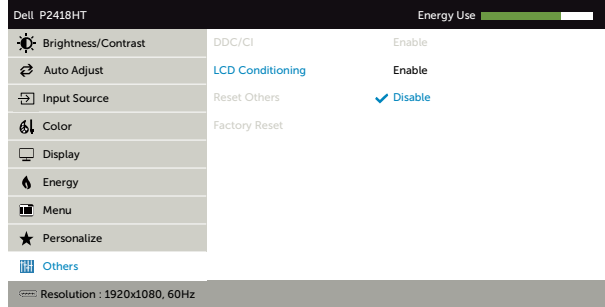 Dell P2418HT Energy Use
Brightness/Contrast DDC/CI Enable
Auto Adjust LCD Conditioning Enable
Input Source Reset Others Disable
Color Factory Reset
Display
Energy
Menu
Personalize
Others
Resolution : 1920x1080, 60Hz